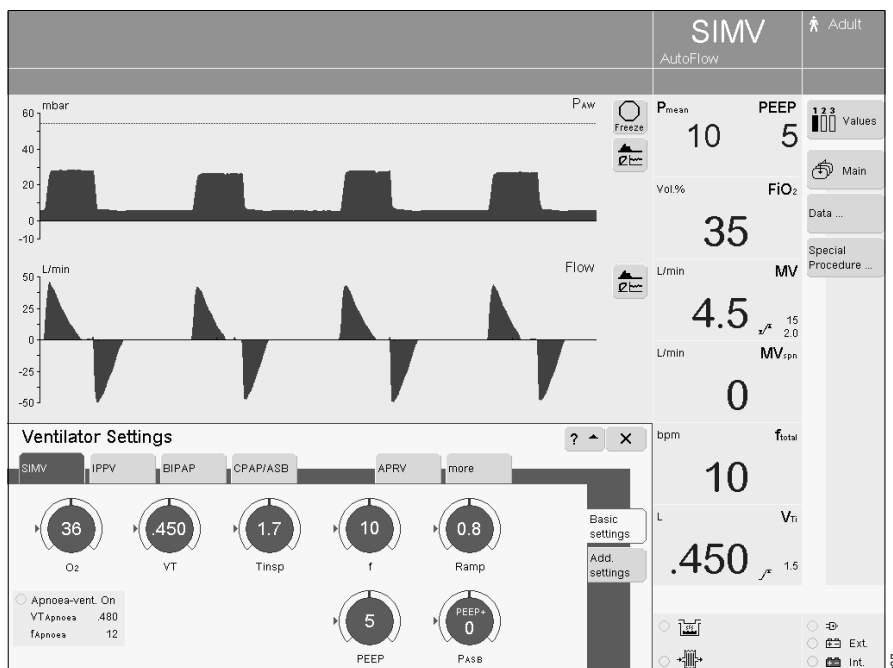 SIMV
AutoFlow
Adult
mbar
PAW
60
40
20
0
-10
Freeze
Pmean
PEEP
10
5
1 2 3
Values
Main
Vol.%
FiO2
35
Data ...
Special
Procedure ...
L/min
Flow
50
25
0
-25
-50
L/min
MV
4.5
15
2.0
L/min
MVspn
0
Ventilator Settings
?
SIMV
IPPV
BIPAP
CPAP/ASB
APRV
more
bpm
ftotal
10
36
.450
1.7
10
0.8
O2
VT
Tinsp
f
Ramp
Basic
settings
Add.
settings
L
VTi
.450
1.5
Apnoea-vent. On
VTApnoea .480
fApnoea 12
5
PEEP+
0
PEEP
PASB
Ext.
Int.